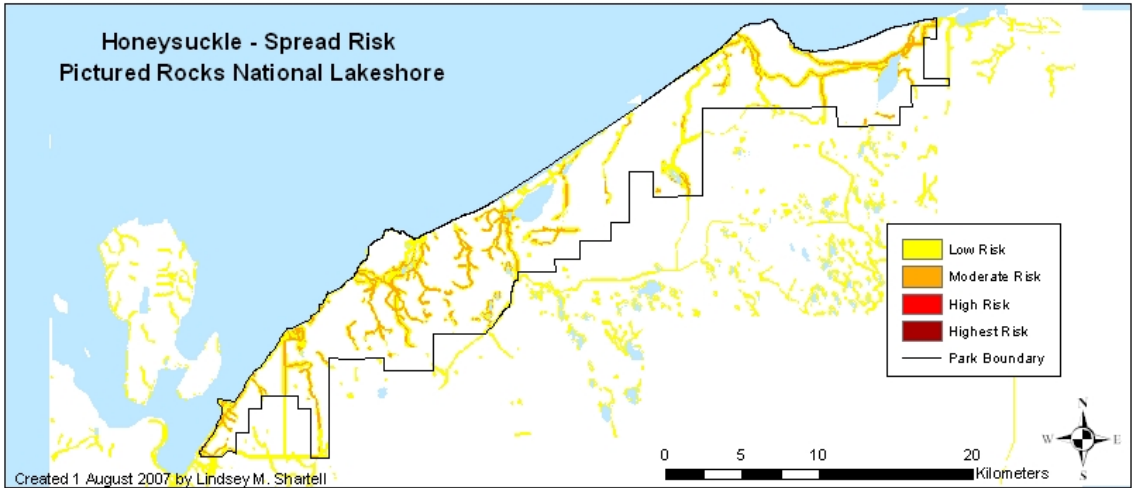 Honeysuckle - Spread Risk
Pictured Rocks National Lakeshore
Low Risk
Moderate Risk
High Risk
Highest Risk
Park Boundary
N
W E
S
0 5 10 20
Kilometers
Created 1 August 2007 by Lindsey M. Shartell